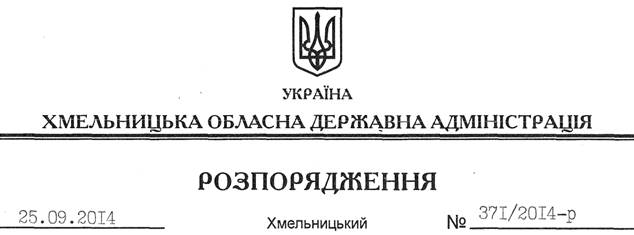 УКРАЇНА
ХМЕЛЬНИЦЬКА ОБЛАСНА ДЕРЖАВНА АДМІНІСТРАЦІЯ
РОЗПОРЯДЖЕННЯ
25.09.2014 Хмельницький № 371/2014-р